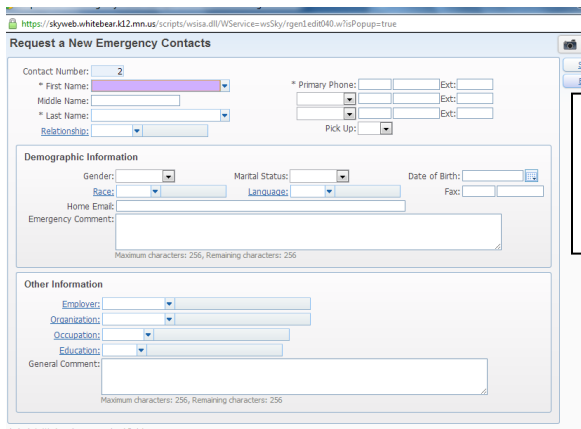 https://skyweb.whitebear.k12.mn.us/scripts/wsisa.dll/WService=wsSky/rgen1edit040.w?isPopup=true
Request a New Emergency Contacts
Contact Number: 2
* First Name: * Primary Phone: Ext:
Middle Name: Ext:
* Last Name: Ext:
Relationship: Pick Up:
Demographic Information
Gender: Marital Status: Date of Birth:
Race: Language: Fax:
Home Email:
Emergency Comment:
Maximum characters: 256, Remaining characters: 256
Other Information
Employer:
Organization:
Occupation:
Education:
General Comment:
Maximum characters: 256, Remaining characters: 256